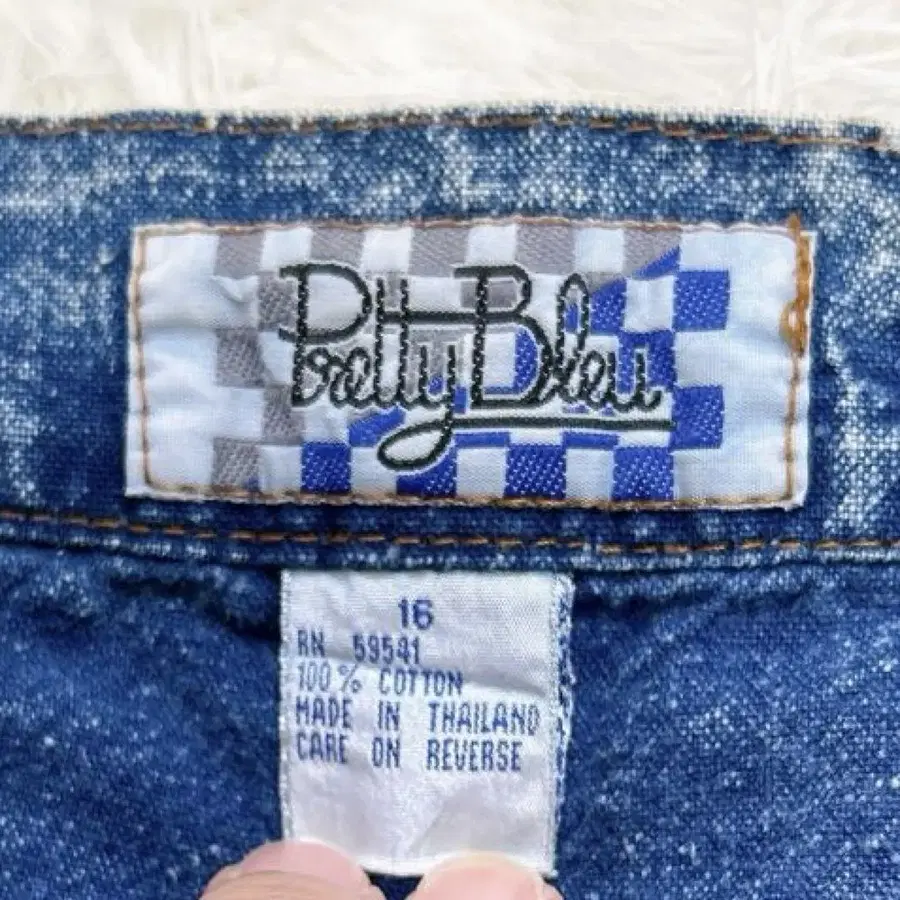 Pretty Bleu
16
RN 59541
100% COTTON
MADE IN THAILAND
CARE ON REVERSE